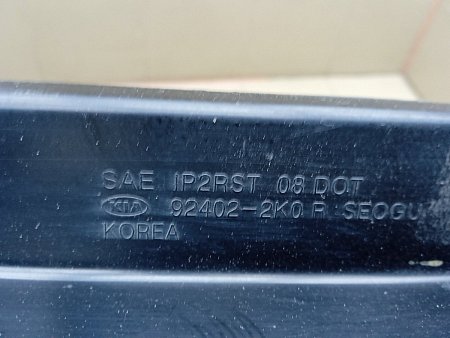 SAE IP2RST 08 DOT
KIA 92402-2K0 R SEOGU
KOREA